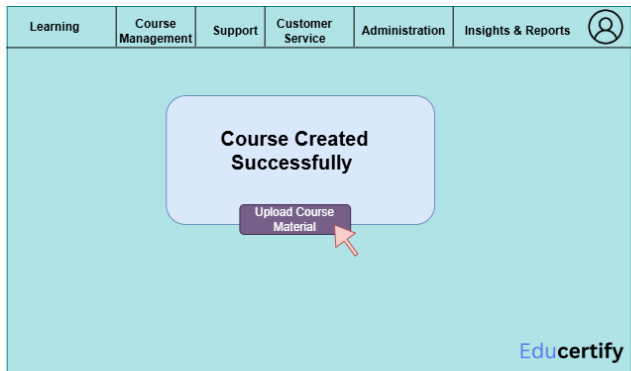 Learning
Course
Management
Support
Customer
Service
Administration
Insights & Reports
Course Created
Successfully
Upload Course
Material
Educertify